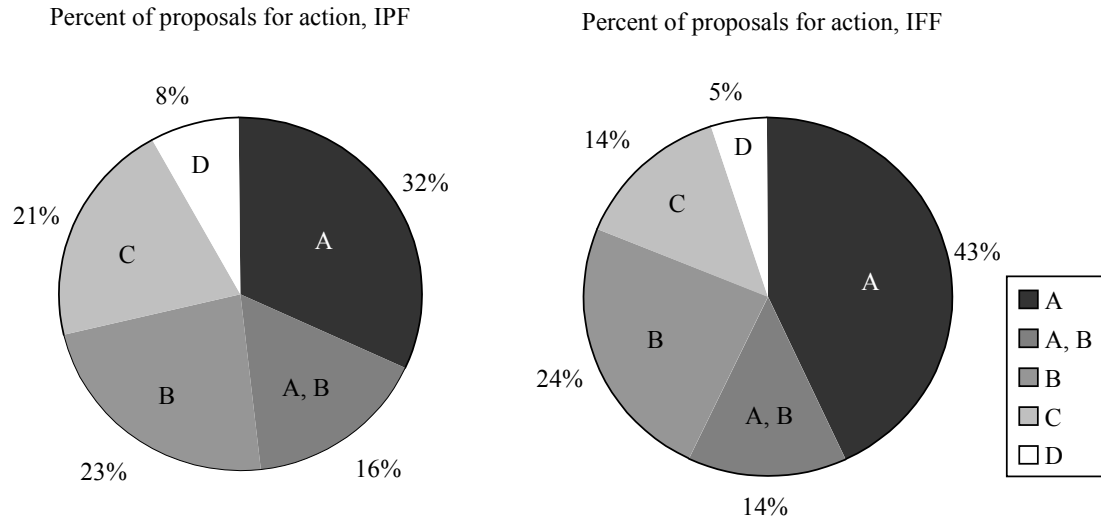 Percent of proposals for action, IPF
8%
D
32%
A
21%
C
B
A, B
23%
16%
Percent of proposals for action, IFF
5%
D
14%
C
43%
A
B
24%
A, B
14%
A
A, B
B
C
D